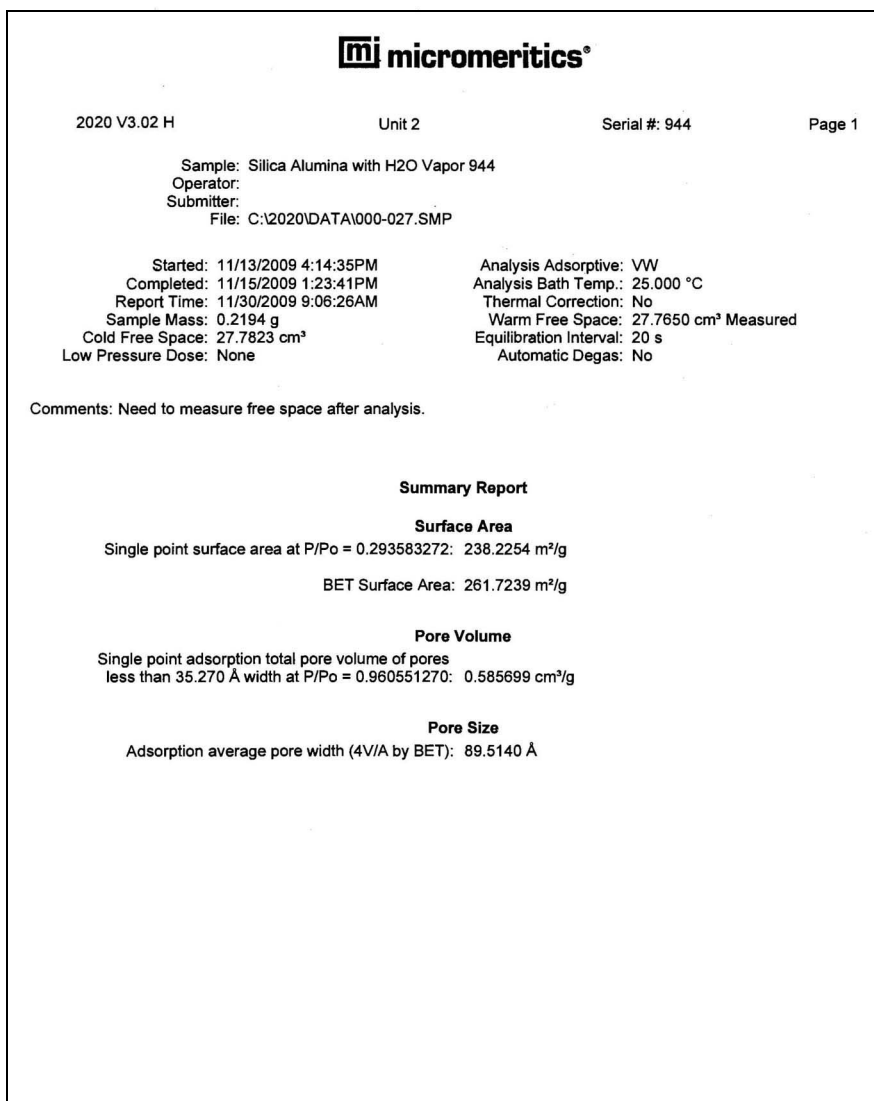 mi micromeritics®
2020 V3.02 H Unit 2 Serial #: 944 Page 1
Sample: Silica Alumina with H2O Vapor 944
Operator:
Submitter:
File: C:\2020\DATA\000-027.SMP
Started: 11/13/2009 4:14:35PM Analysis Adsorptive: VW
Completed: 11/15/2009 1:23:41PM Analysis Bath Temp.: 25.000 °C
Report Time: 11/30/2009 9:06:26AM Thermal Correction: No
Sample Mass: 0.2194 g Warm Free Space: 27.7650 cm³ Measured
Cold Free Space: 27.7823 cm³ Equilibration Interval: 20 s
Low Pressure Dose: None Automatic Degas: No
Comments: Need to measure free space after analysis.
Summary Report
Surface Area
Single point surface area at P/Po = 0.293583272: 238.2254 m²/g
BET Surface Area: 261.7239 m²/g
Pore Volume
Single point adsorption total pore volume of pores
less than 35.270 Å width at P/Po = 0.960551270: 0.585699 cm³/g
Pore Size
Adsorption average pore width (4V/A by BET): 89.5140 Å